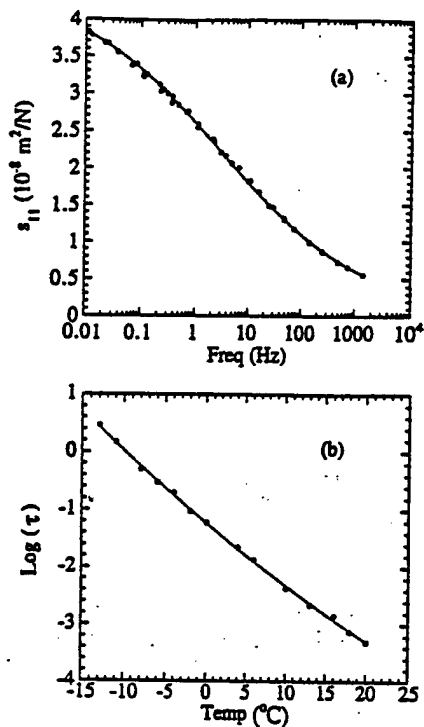 4
3.5
3
2.5
2
1.5
1
0.5
0
(a)
s₁₁ (10⁻⁸ m²/N)
0.01 0.1 1 10 100 1000 10⁴
Freq (Hz)
1
0
-1
-2
-3
-4
(b)
Log (τ)
-15 -10 -5 0 5 10 15 20 25
Temp (°C)